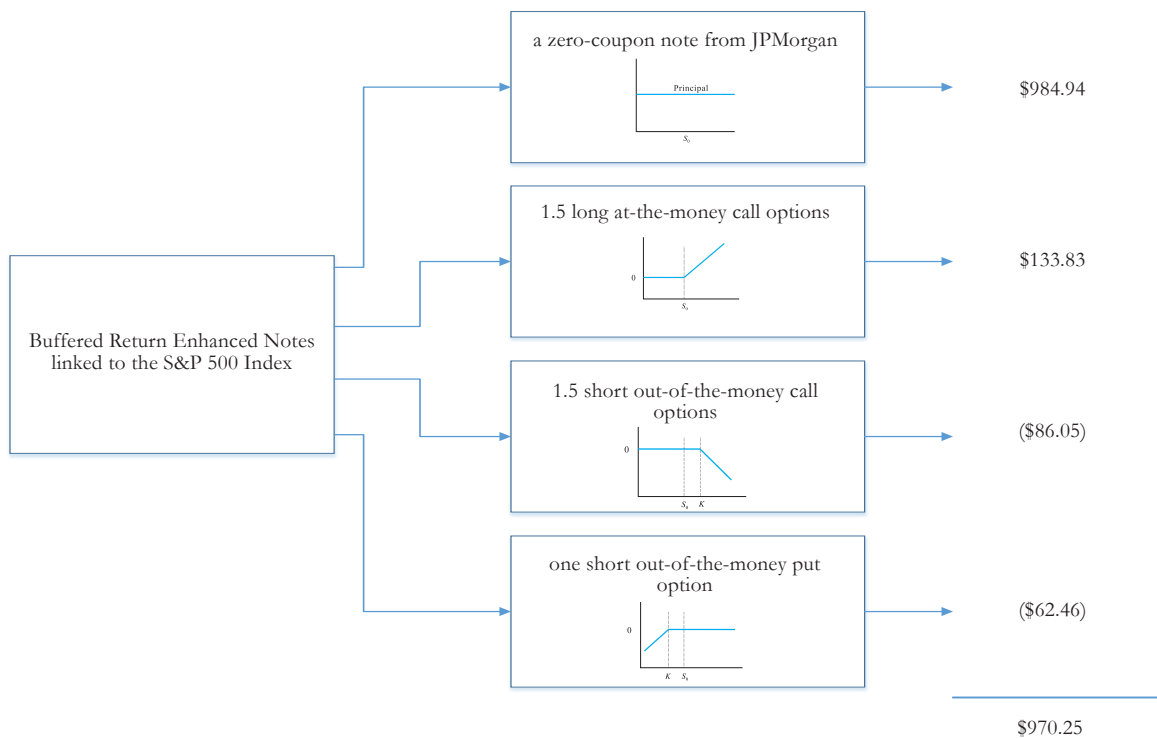 a zero-coupon note from JPMorgan
Principal
S₀
$984.94
1.5 long at-the-money call options
0
S₀
$133.83
Buffered Return Enhanced Notes
linked to the S&P 500 Index
1.5 short out-of-the-money call
options
0
S₀ K
($86.05)
one short out-of-the-money put
option
0
K S₀
($62.46)
$970.25